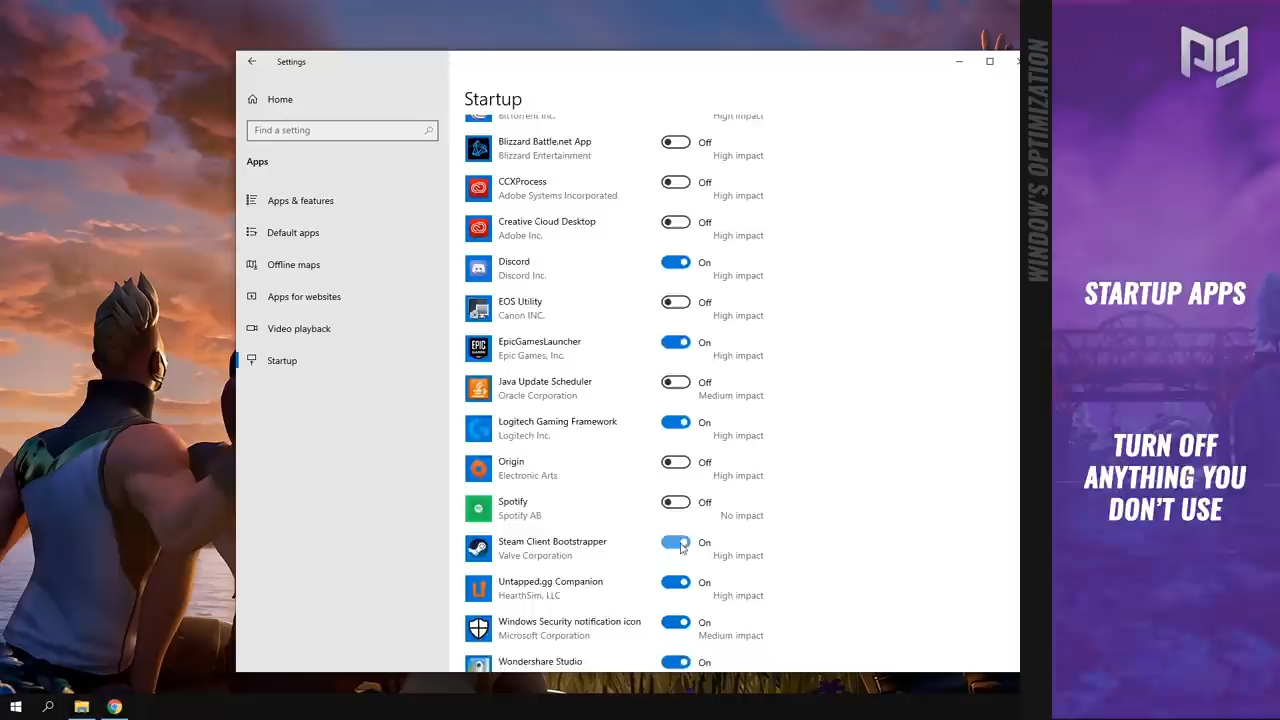 Settings
Home
Find a setting
Apps
Apps & features
Default apps
Offline maps
Apps for websites
Video playback
Startup
Startup
BitTorrent Inc.
High impact
Blizzard Battle.net App
Off
Blizzard Entertainment
High impact
CCXProcess
Off
Adobe Systems Incorporated
High impact
Creative Cloud Desktop
Off
Adobe Inc.
High impact
Discord
On
Discord Inc.
High impact
EOS Utility
Off
Canon INC.
High impact
EpicGamesLauncher
On
Epic Games, Inc.
High impact
Java Update Scheduler
Off
Oracle Corporation
Medium impact
Logitech Gaming Framework
On
Logitech Inc.
High impact
Origin
Off
Electronic Arts
High impact
Spotify
Off
Spotify AB
No impact
Steam Client Bootstrapper
On
Valve Corporation
High impact
Untapped.gg Companion
On
HearthSim, LLC
High impact
Windows Security notification icon
On
Microsoft Corporation
Medium impact
Wondershare Studio
On
EPIC
WINDOW'S OPTIMIZATION
PG
STARTUP APPS
TURN OFF
ANYTHING YOU
DON'T USE